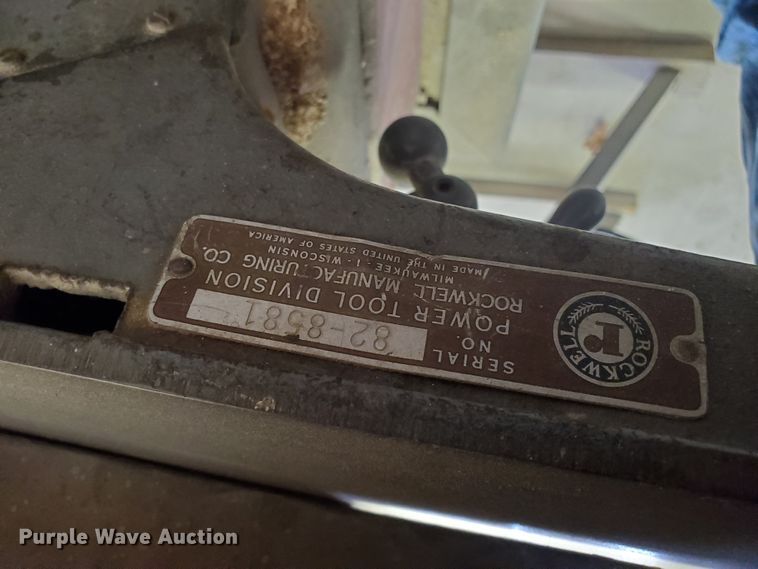 ROCKWELL
r
SERIAL NO. 82-8581
POWER TOOL DIVISION
ROCKWELL MANUFACTURING CO.
MILWAUKEE · 1 · WISCONSIN
MADE IN THE UNITED STATES OF AMERICA
Purple Wave Auction